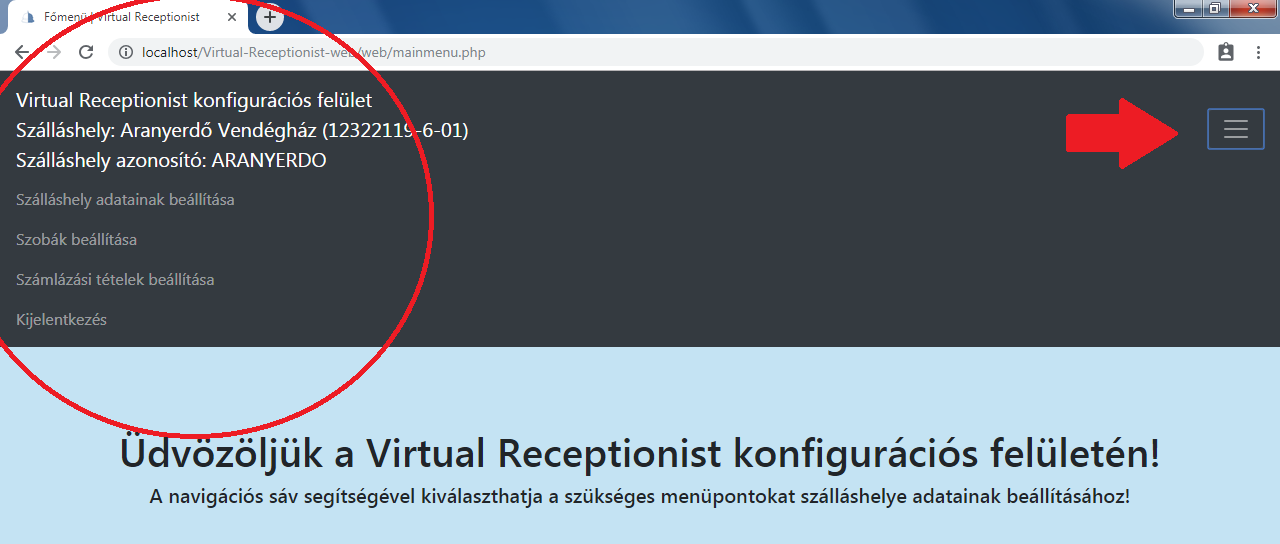 Főmenü | Virtual Receptionist
localhost/Virtual-Receptionist-web/web/mainmenu.php
Virtual Receptionist konfigurációs felület
Szálláshely: Aranyerdő Vendégház (12322119-6-01)
Szálláshely azonosító: ARANYERDO
Szálláshely adatainak beállítása
Szobák beállítása
Számlázási tételek beállítása
Kijelentkezés
Üdvözöljük a Virtual Receptionist konfigurációs felületén!
A navigációs sáv segítségével kiválaszthatja a szükséges menüpontokat szálláshelye adatainak beállításához!